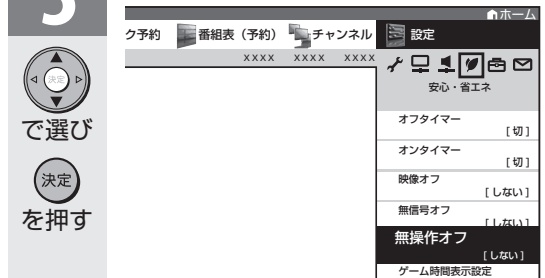 3
決定
で選び
決定
を押す
ホーム
ク予約 番組表（予約） チャンネル 設定
xxxx xxxx xxxx
安心・省エネ
オフタイマー
[切]
オンタイマー
[切]
映像オフ
[しない]
無信号オフ
[しない]
無操作オフ
[しない]
ゲーム時間表示設定